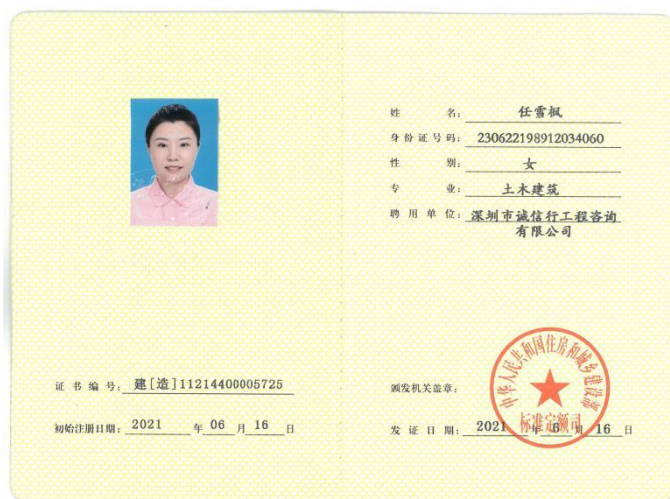 姓名：任雪枫
身份证号码：230622198912034060
性别：女
专业：土木建筑
聘用单位：深圳市诚信行工程咨询
有限公司
证书编号：建[造]11214400005725
初始注册日期：2021 年 06 月 16 日
颁发机关盖章：
中华人民共和国住房和城乡建设部
标准定额司
发证日期：2021 年 6 月 16 日